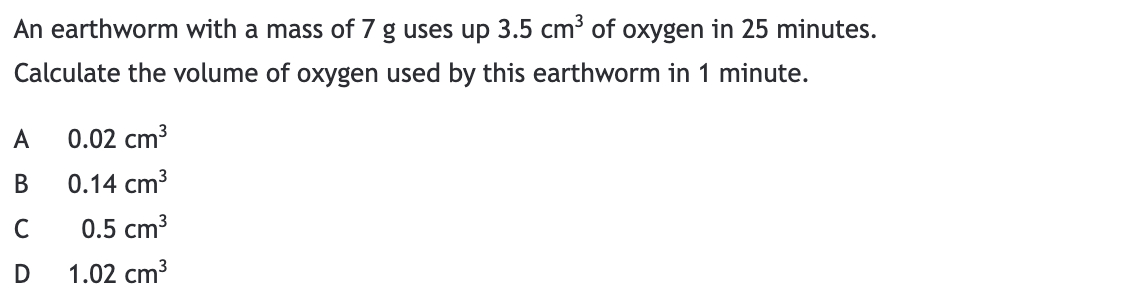 An earthworm with a mass of 7 g uses up 3.5 cm³ of oxygen in 25 minutes.
Calculate the volume of oxygen used by this earthworm in 1 minute.
A 0.02 cm³
B 0.14 cm³
C 0.5 cm³
D 1.02 cm³